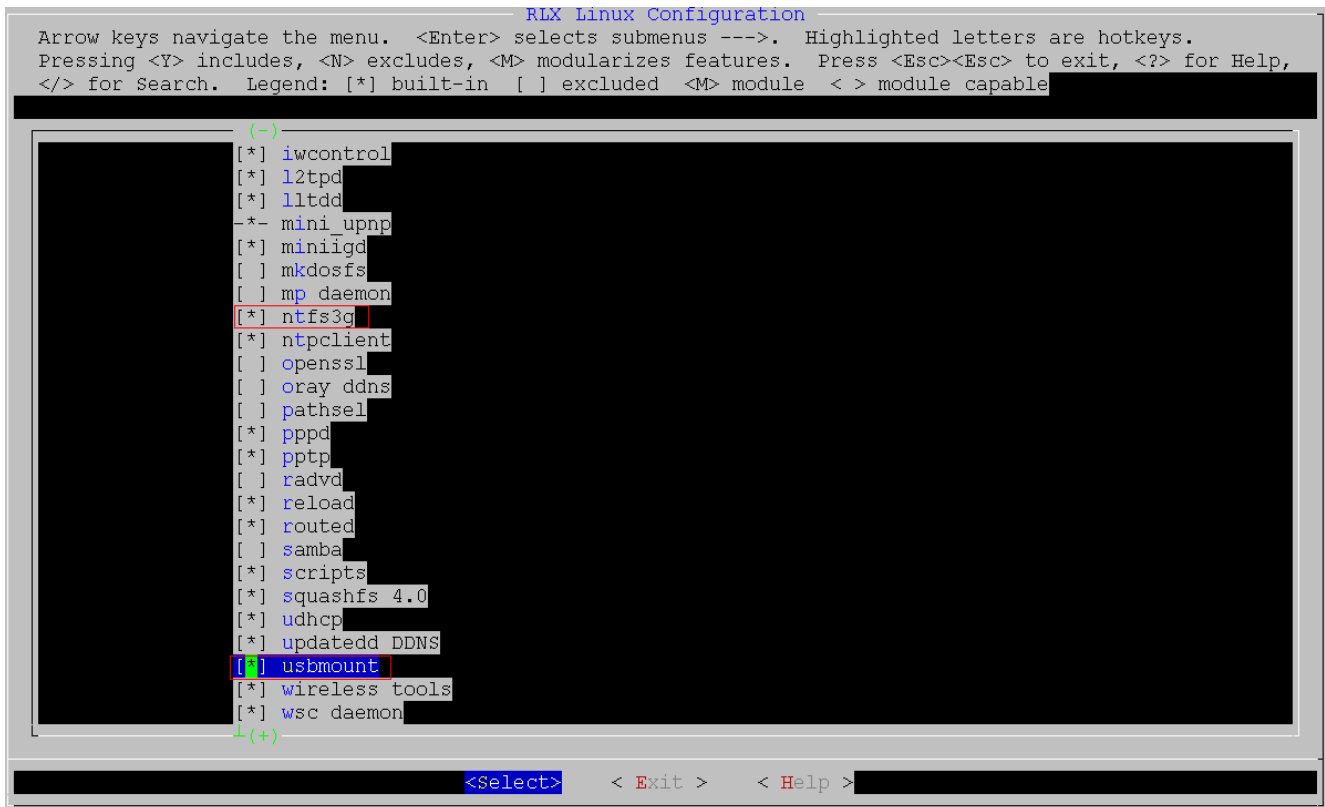 RLX Linux Configuration
Arrow keys navigate the menu.  <Enter> selects submenus --->.  Highlighted letters are hotkeys.
Pressing <Y> includes, <N> excludes, <M> modularizes features.  Press <Esc><Esc> to exit, <?> for Help,
</> for Search.  Legend: [*] built-in  [ ] excluded  <M> module  < > module capable
(-)
[*] iwcontrol
[*] l2tpd
[*] lltdd
-*- mini_upnp
[*] miniigd
[ ] mkdosfs
[ ] mp daemon
[*] ntfs3g
[*] ntpclient
[ ] openssl
[ ] oray ddns
[ ] pathsel
[*] pppd
[*] pptp
[ ] radvd
[*] reload
[*] routed
[ ] samba
[*] scripts
[*] squashfs 4.0
[*] udhcp
[*] updatedd DDNS
[*] usbmount
[*] wireless tools
[*] wsc daemon
┴(+)
<Select>    < Exit >    < Help >